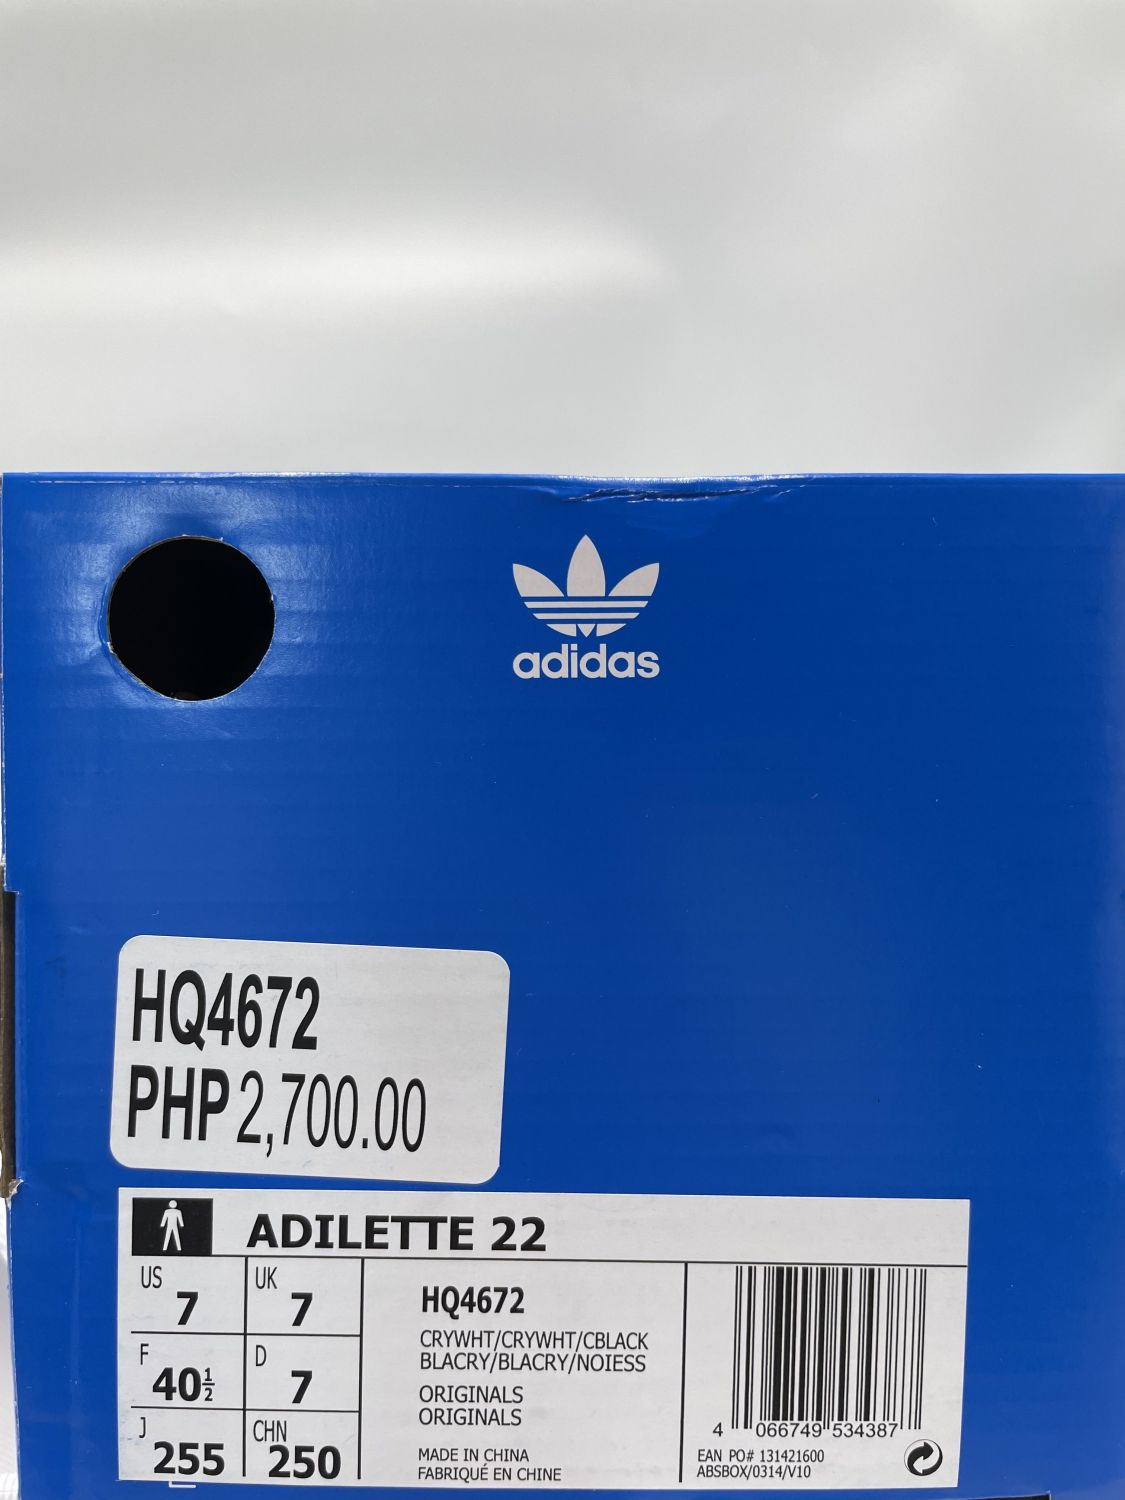 adidas
HQ4672
PHP 2,700.00
ADILETTE 22
US 7
UK 7
F 40½
D 7
J 255
CHN 250
HQ4672
CRYWHT/CRYWHT/CBLACK
BLACRY/BLACRY/NOIESS
ORIGINALS
ORIGINALS
MADE IN CHINA
FABRIQUÉ EN CHINE
4 066749 534387
EAN PO# 131421600
ABSBOX/0314/V10